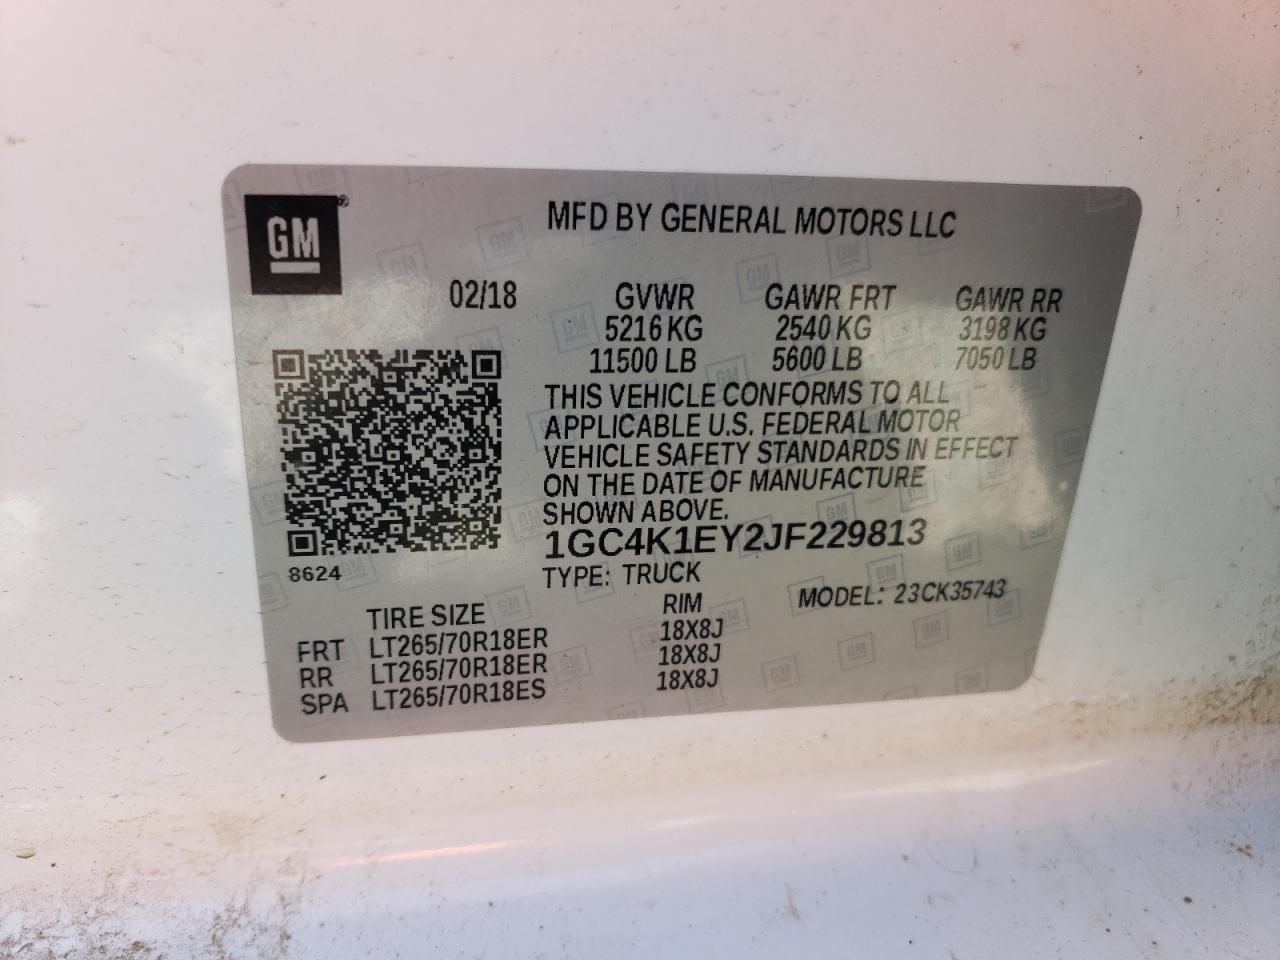 GM
MFD BY GENERAL MOTORS LLC
02/18 GVWR GAWR FRT GAWR RR
5216 KG 2540 KG 3198 KG
11500 LB 5600 LB 7050 LB
THIS VEHICLE CONFORMS TO ALL
APPLICABLE U.S. FEDERAL MOTOR
VEHICLE SAFETY STANDARDS IN EFFECT
ON THE DATE OF MANUFACTURE
SHOWN ABOVE.
1GC4K1EY2JF229813
8624
TYPE: TRUCK MODEL: 23CK35743
TIRE SIZE RIM
FRT LT265/70R18ER 18X8J
RR LT265/70R18ER 18X8J
SPA LT265/70R18ES 18X8J